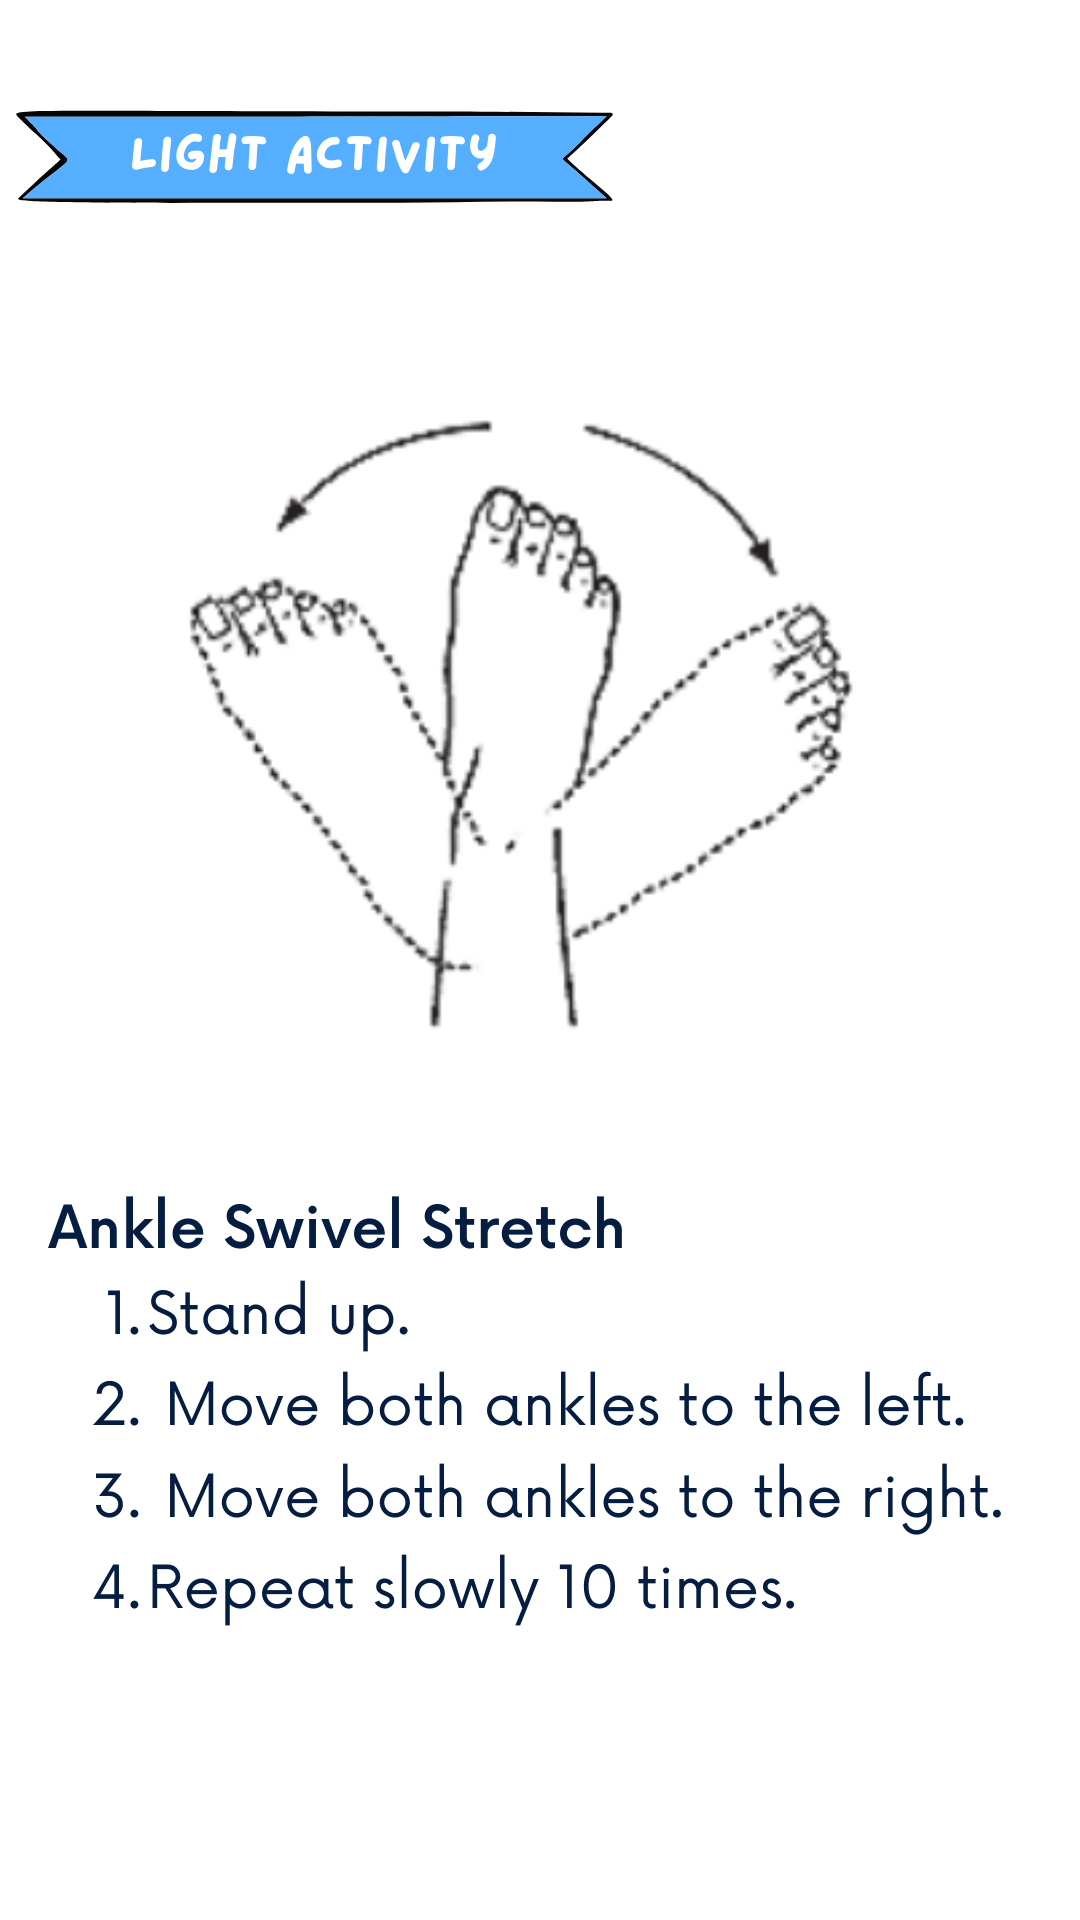 LIGHT ACTIVITY
Ankle Swivel Stretch
1. Stand up.
2. Move both ankles to the left.
3. Move both ankles to the right.
4. Repeat slowly 10 times.